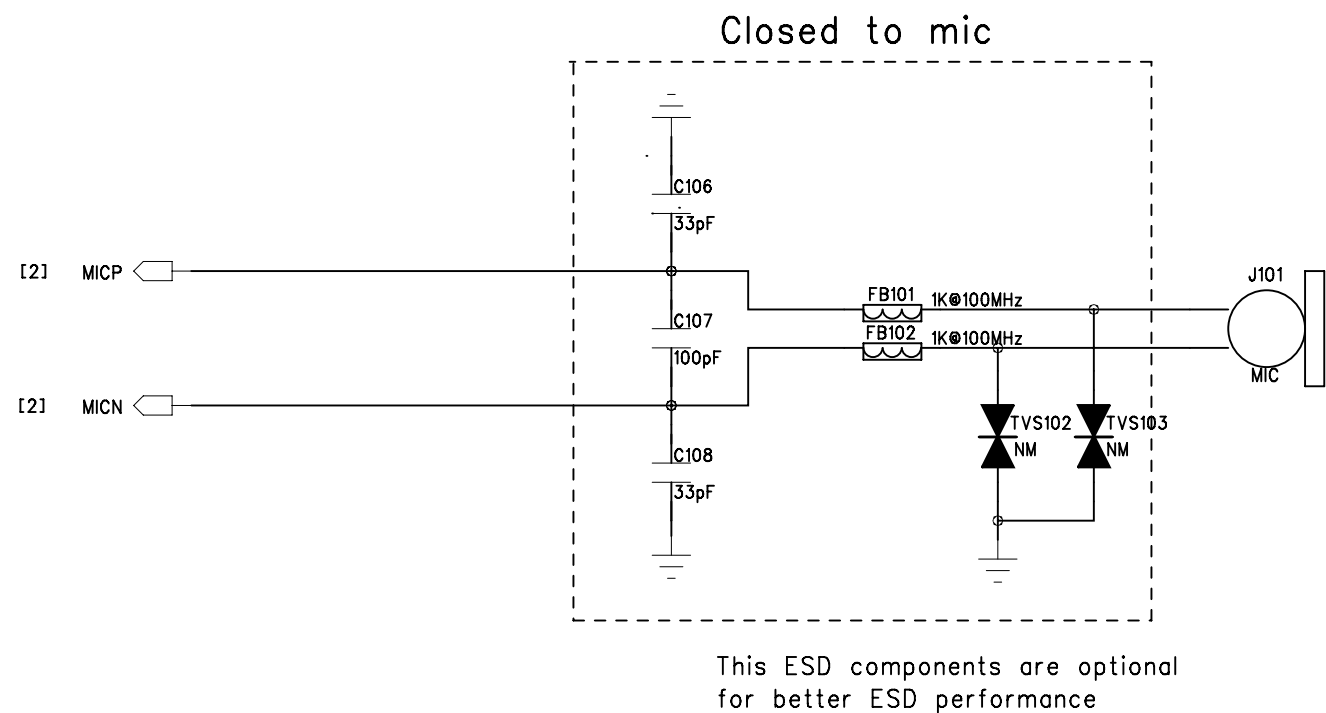 Closed to mic
C106
33pF
[2] MICP
J101
FB101 1K@100MHz
C107
FB102 1K@100MHz
100pF
MIC
[2] MICN
TVS102 TVS103
NM NM
C108
33pF
This ESD components are optional
for better ESD performance